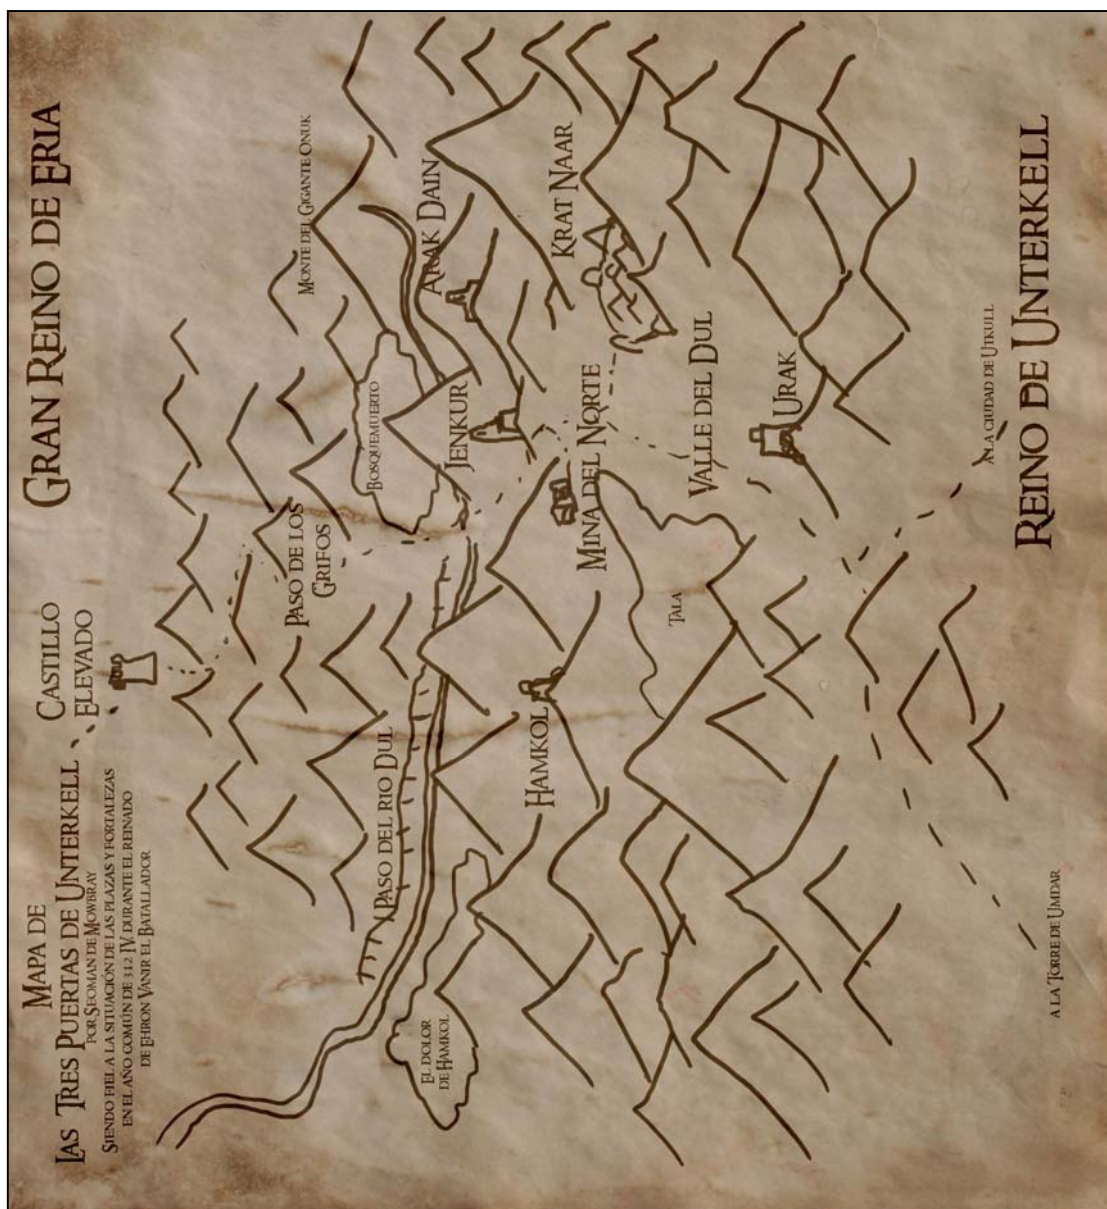 MAPA DE
LAS TRES PUERTAS DE UNTERKELL
POR SEOMAN DE MOWBRAY
SIENDO FIEL A LA SITUACIÓN DE LAS PLAZAS Y FORTALEZAS
EN EL AÑO COMÚN DE 312 IV, DURANTE EL REINADO
DE EHRON VANIR EL BATALLADOR
CASTILLO
ELEVADO
GRAN REINO DE ERIA
PASO DE LOS
GRIFOS
MONTE DEL GIGANTE ONUK
BOSQUEMUERTO
PASO DEL RIO DUL
ARAK DAIN
JENKUR
EL DOLOR
DE HAMKOL
HAMKOL
KRAT NAAR
MINA DEL NORTE
TALA
VALLE DEL DUL
URAK
A LA CIUDAD DE UTKULL
REINO DE UNTERKELL
A LA TORRE DE UMDAR